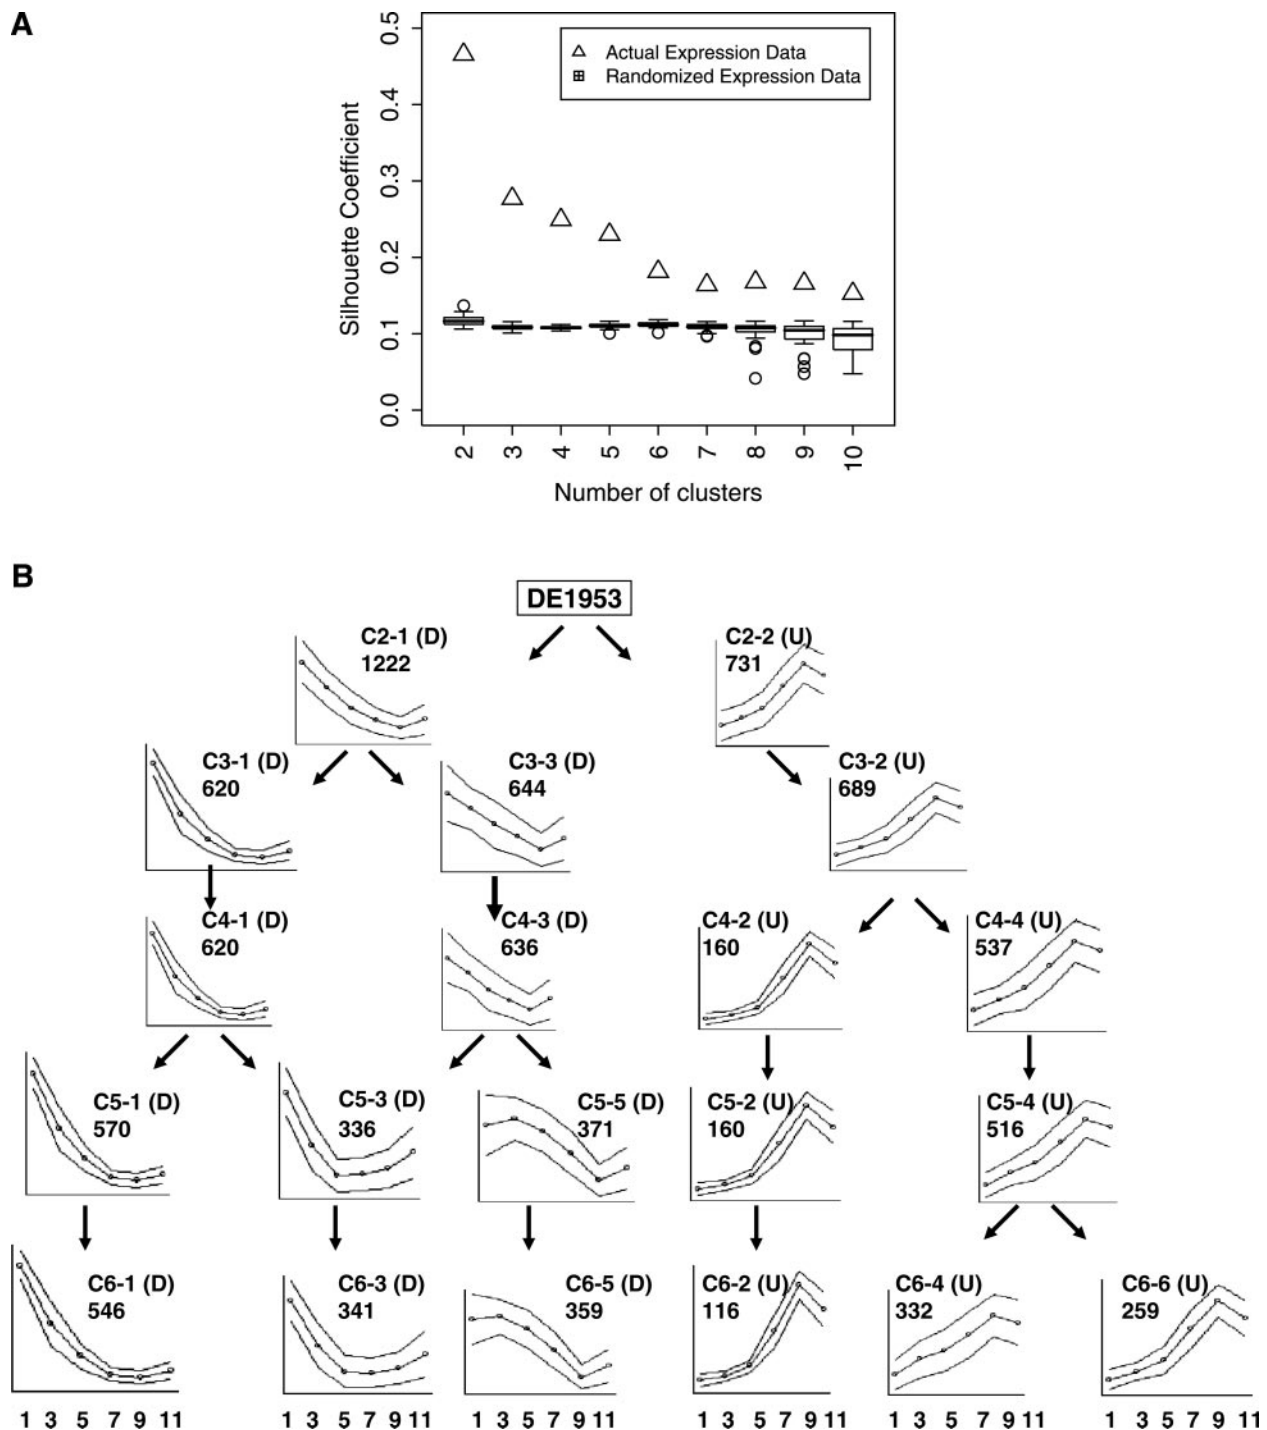 A
Silhouette Coefficient
0.5
0.4
0.3
0.2
0.1
0.0
Actual Expression Data
Randomized Expression Data
2 3 4 5 6 7 8 9 10
Number of clusters
B
DE1953
C2-1 (D)
1222
C2-2 (U)
731
C3-1 (D)
620
C3-3 (D)
644
C3-2 (U)
689
C4-1 (D)
620
C4-3 (D)
636
C4-2 (U)
160
C4-4 (U)
537
C5-1 (D)
570
C5-3 (D)
336
C5-5 (D)
371
C5-2 (U)
160
C5-4 (U)
516
C6-1 (D)
546
C6-3 (D)
341
C6-5 (D)
359
C6-2 (U)
116
C6-4 (U)
332
C6-6 (U)
259
1 3 5 7 9 11
1 3 5 7 9 11
1 3 5 7 9 11
1 3 5 7 9 11
1 3 5 7 9 11
1 3 5 7 9 11